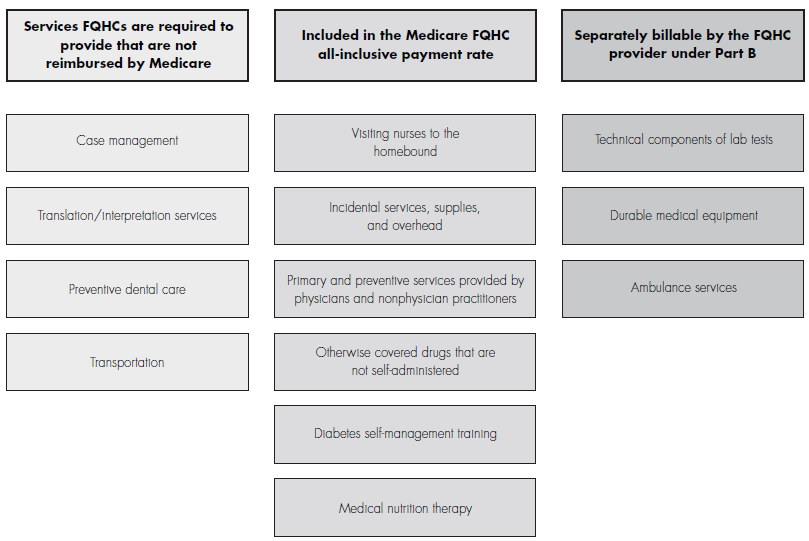 Services FQHCs are required to
provide that are not
reimbursed by Medicare
Case management
Translation/interpretation services
Preventive dental care
Transportation
Included in the Medicare FQHC
all-inclusive payment rate
Visiting nurses to the
homebound
Incidental services, supplies,
and overhead
Primary and preventive services provided by
physicians and nonphysician practitioners
Otherwise covered drugs that are
not self-administered
Diabetes self-management training
Medical nutrition therapy
Separately billable by the FQHC
provider under Part B
Technical components of lab tests
Durable medical equipment
Ambulance services